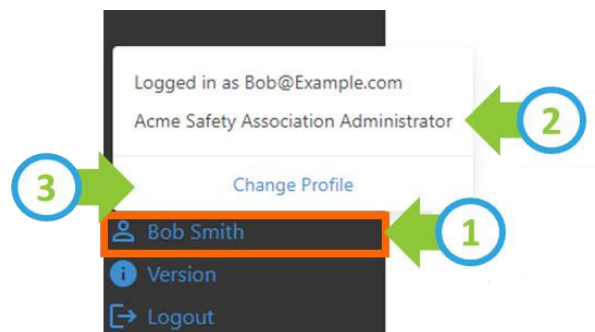 Logged in as Bob@Example.com
Acme Safety Association Administrator
2
3
Change Profile
Bob Smith
1
Version
Logout